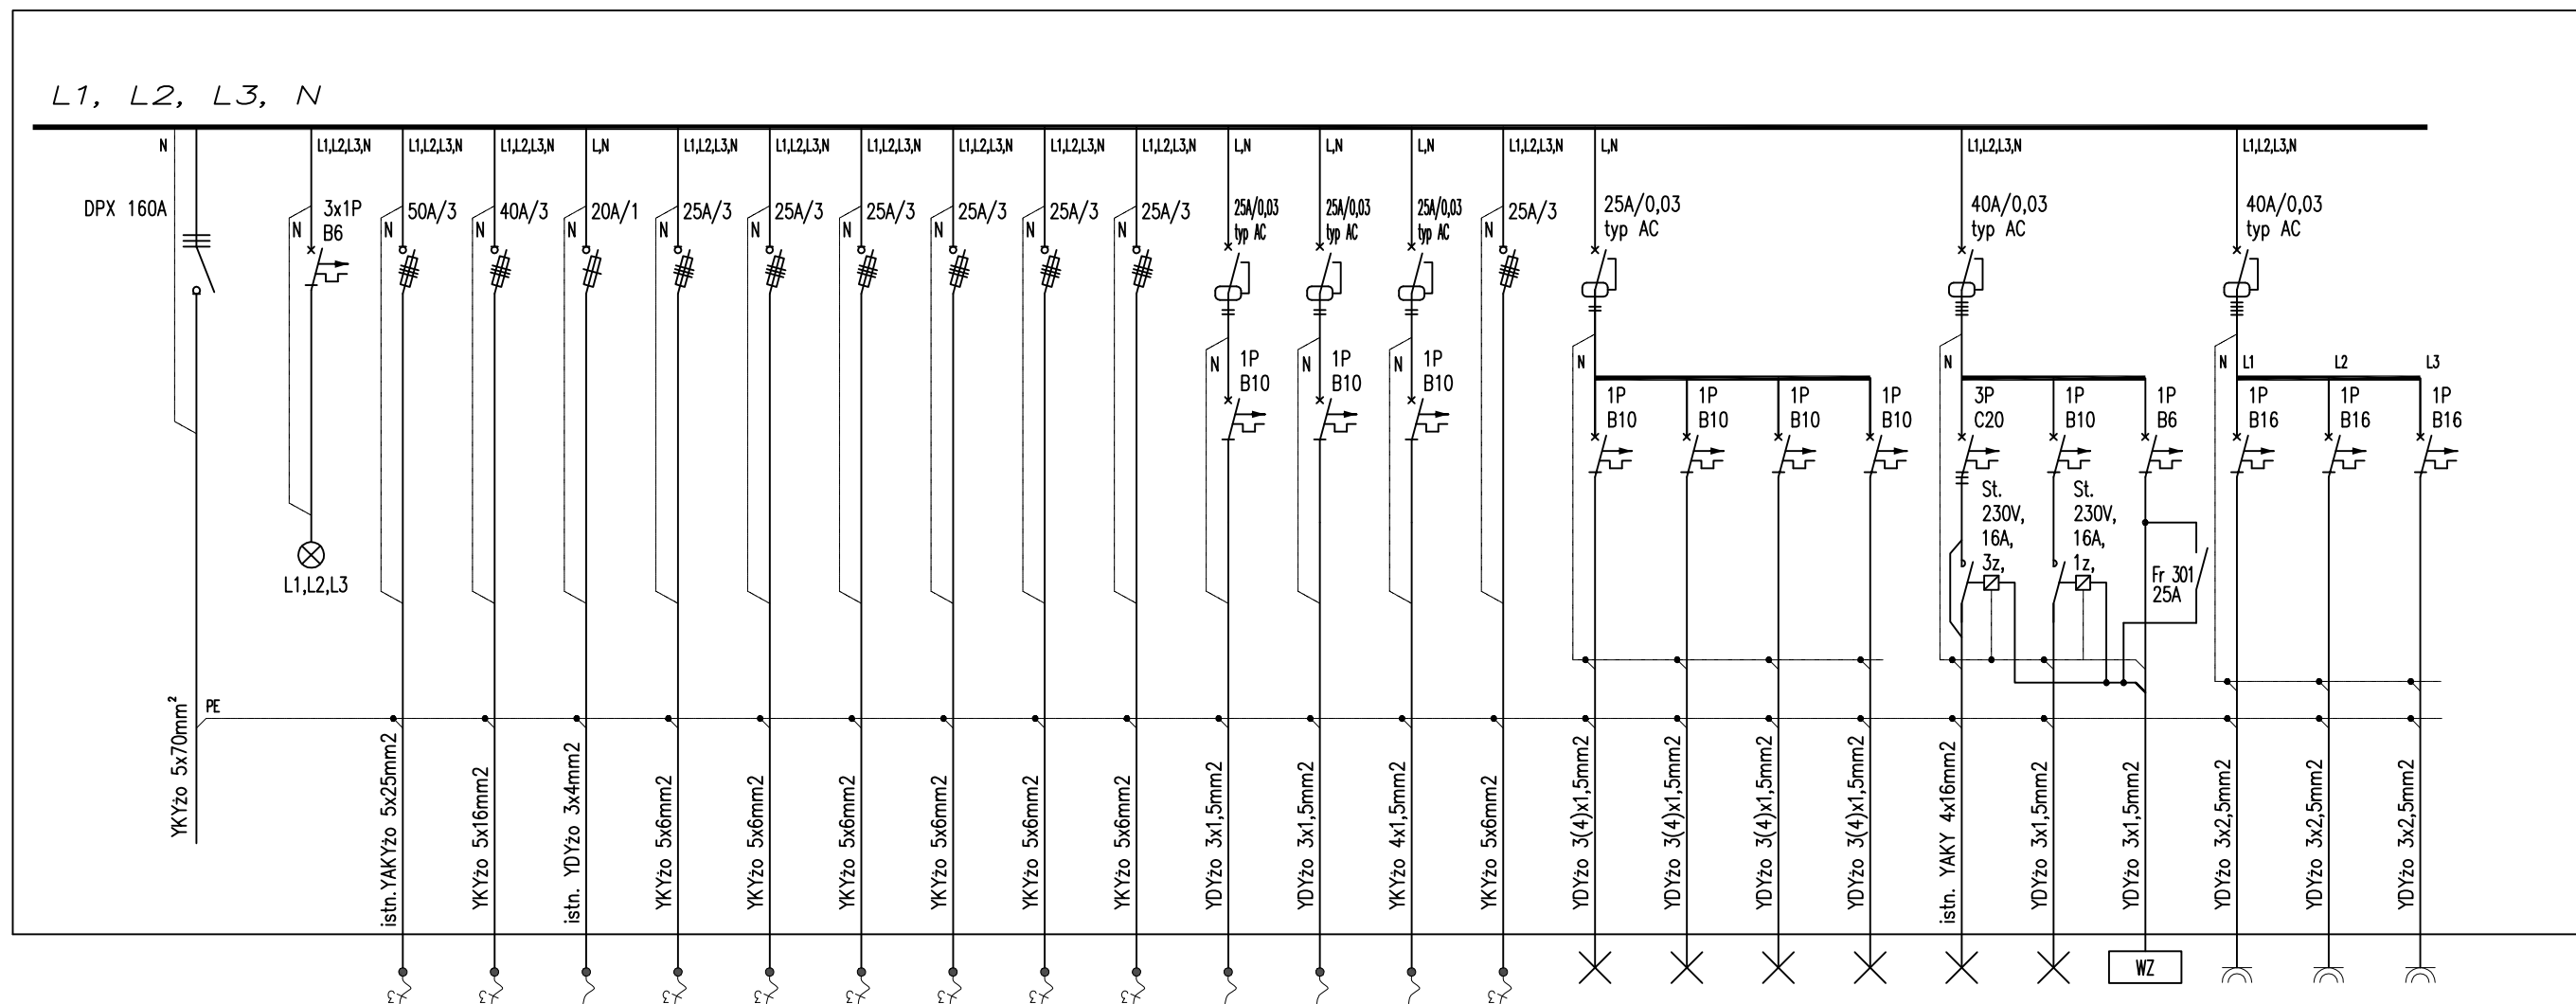 L1, L2, L3, N
N
L1,L2,L3,N
L1,L2,L3,N
L1,L2,L3,N
L,N
L1,L2,L3,N
L1,L2,L3,N
L1,L2,L3,N
L1,L2,L3,N
L1,L2,L3,N
L1,L2,L3,N
L,N
L,N
L,N
L1,L2,L3,N
L,N
L1,L2,L3,N
L1,L2,L3,N
DPX 160A
3x1P
B6
N
50A/3
N
40A/3
N
20A/1
N
25A/3
N
25A/3
N
25A/3
N
25A/3
N
25A/3
N
25A/3
N
25A/0,03
typ AC
25A/0,03
typ AC
25A/0,03
typ AC
25A/3
N
25A/0,03
typ AC
40A/0,03
typ AC
40A/0,03
typ AC
N
1P
B10
N
1P
B10
N
1P
B10
N
N
N
L1
L2
L3
1P
B10
1P
B10
1P
B10
1P
B10
3P
C20
1P
B10
1P
B6
1P
B16
1P
B16
1P
B16
St.
230V,
16A,
3z,
St.
230V,
16A,
1z,
Fr 301
25A
L1,L2,L3
PE
YKYżo 5x70mm²
istn.YAKYżo 5x25mm2
YKYżo 5x16mm2
istn. YDYżo 3x4mm2
YKYżo 5x6mm2
YKYżo 5x6mm2
YKYżo 5x6mm2
YKYżo 5x6mm2
YKYżo 5x6mm2
YKYżo 5x6mm2
YDYżo 3x1,5mm2
YDYżo 3x1,5mm2
YKYżo 4x1,5mm2
YKYżo 5x6mm2
YDYżo 3(4)x1,5mm2
YDYżo 3(4)x1,5mm2
YDYżo 3(4)x1,5mm2
YDYżo 3(4)x1,5mm2
istn. YAKY 4x16mm2
YDYżo 3x1,5mm2
YDYżo 3x1,5mm2
YDYżo 3x2,5mm2
YDYżo 3x2,5mm2
YDYżo 3x2,5mm2
WZ